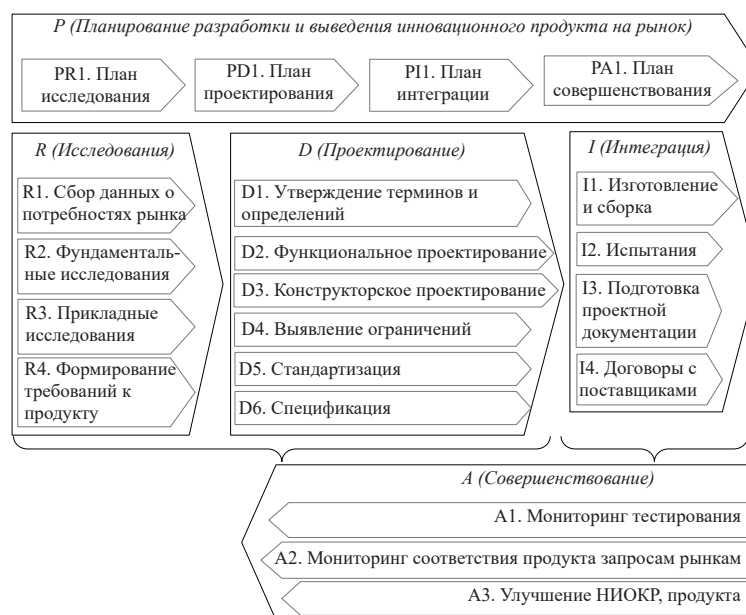 P (Планирование разработки и выведения инновационного продукта на рынок)
PR1. План
исследования
PD1. План
проектирования
PI1. План
интеграции
PA1. План
совершенствования
R (Исследования)
R1. Сбор данных о
потребностях рынка
R2. Фундаменталь-
ные исследования
R3. Прикладные
исследования
R4. Формирование
требований к
продукту
D (Проектирование)
D1. Утверждение терминов и
определений
D2. Функциональное проектирование
D3. Конструкторское проектирование
D4. Выявление ограничений
D5. Стандартизация
D6. Спецификация
I (Интеграция)
I1. Изготовление
и сборка
I2. Испытания
I3. Подготовка
проектной
документации
I4. Договоры с
поставщиками
A (Совершенствование)
A1. Мониторинг тестирования
A2. Мониторинг соответствия продукта запросам рынкам
A3. Улучшение НИОКР, продукта